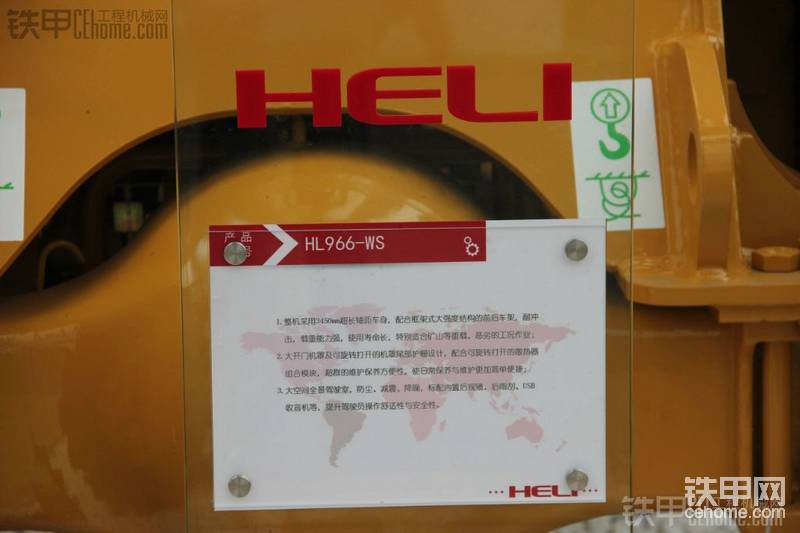 铁甲 工程机械网
CEhome.com
HELI
产品
HL966-WS
1. 整机采用3450mm超长轴距车身，配合框架式大强度结构的前后车架，耐冲
击，载重能力强，使用寿命长，特别适合矿山等重载、恶劣的工况作业；
2. 大开门机罩及可旋转打开的机罩尾部护栅设计，配合可旋转打开的散热器
组合模块，超群的维护保养方便性，使日常保养与维护更加简单便捷；
3. 大空间全景驾驶室，防尘、减震、降噪，标配内置后视镜、后雨刮、USB
收音机等，提升驾驶员操作舒适性与安全性。
HELI
铁甲网
cehome.com